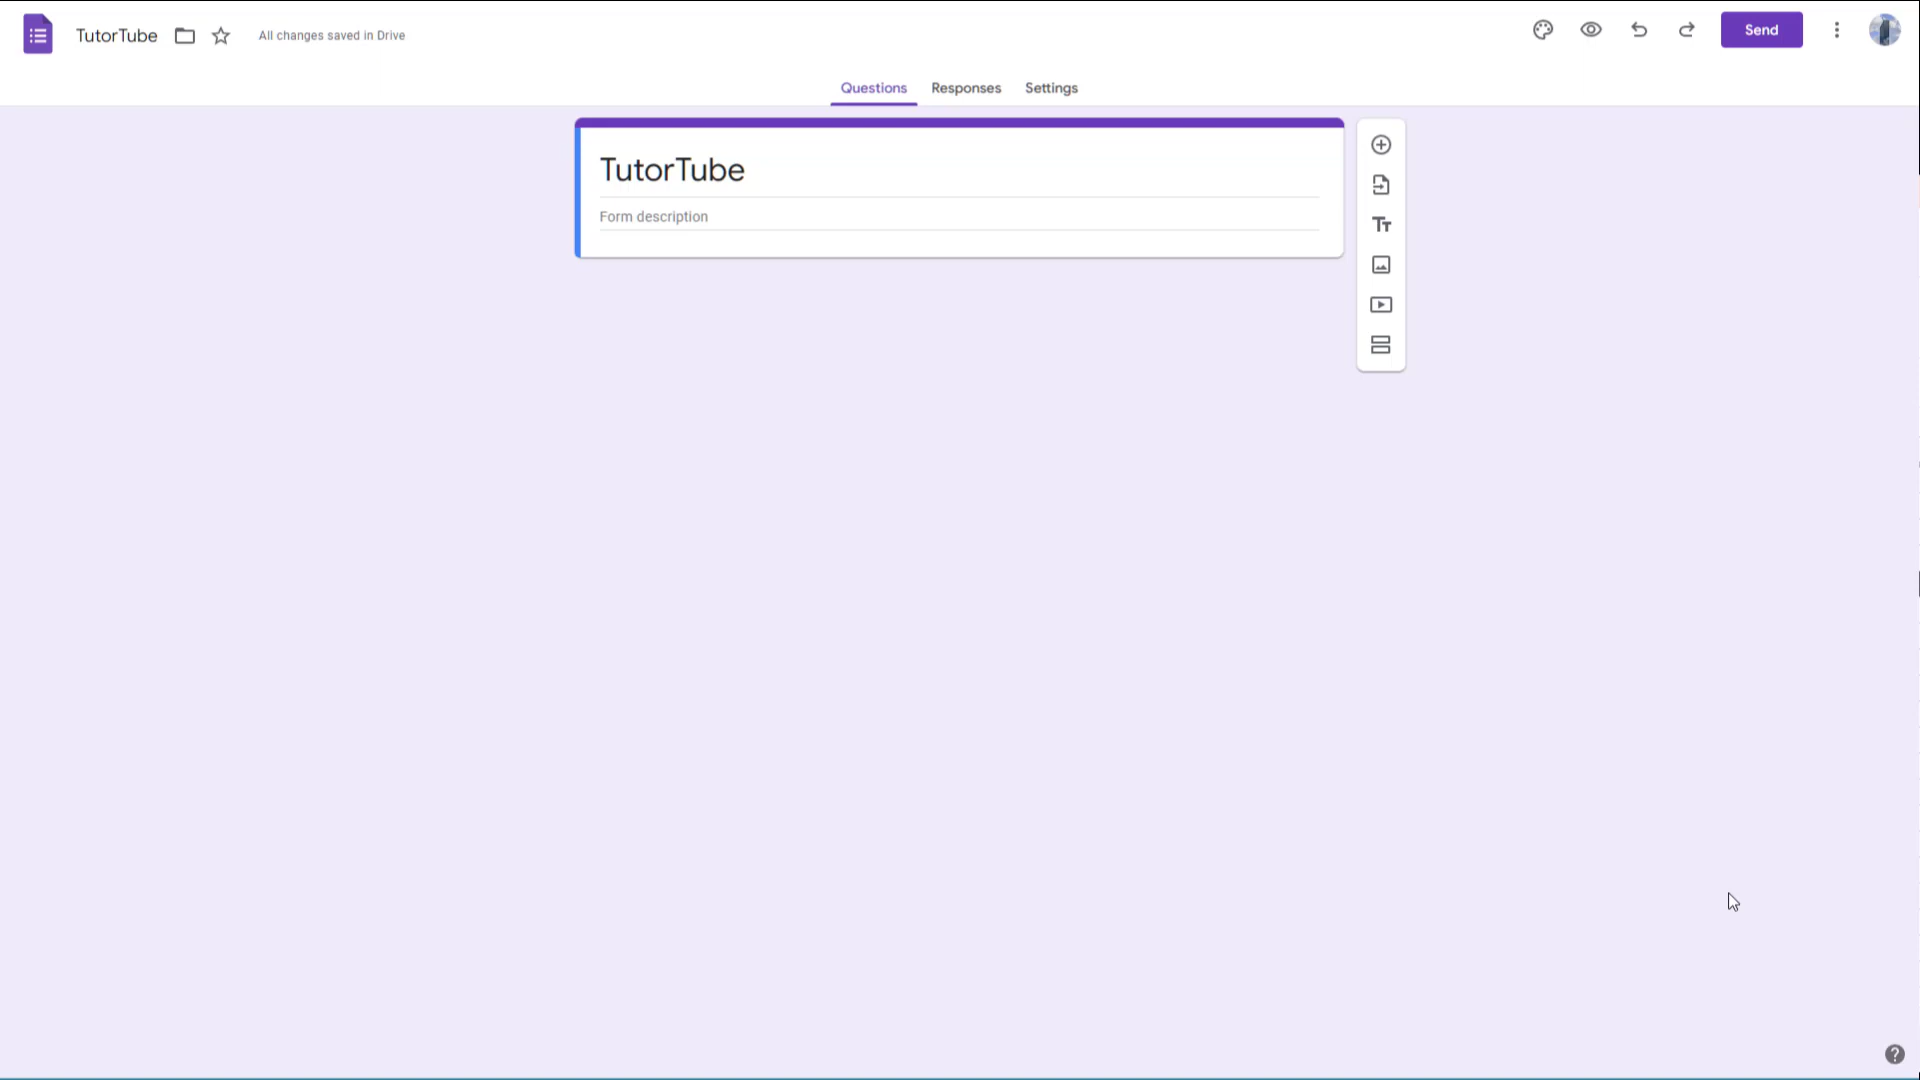 TutorTube
All changes saved in Drive
Send
Questions
Responses
Settings
TutorTube
Form description